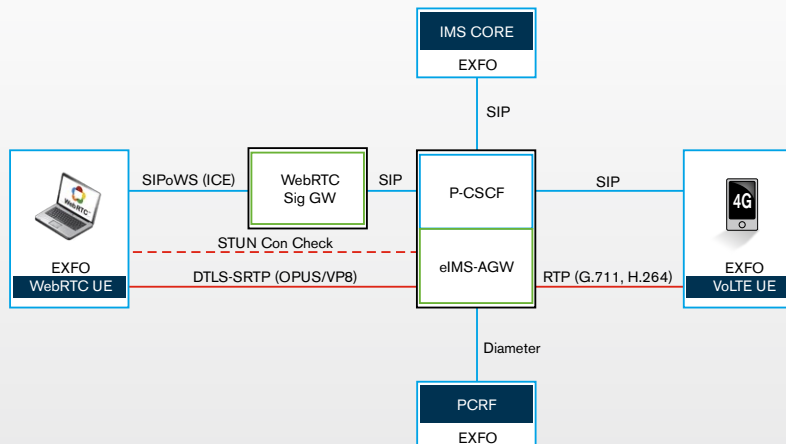 IMS CORE
EXFO
SIP
SIPoWS (ICE)
WebRTC
Sig GW
SIP
P-CSCF
SIP
WebRTC
4G
STUN Con Check
eIMS-AGW
EXFO
WebRTC UE
DTLS-SRTP (OPUS/VP8)
RTP (G.711, H.264)
EXFO
VoLTE UE
Diameter
PCRF
EXFO